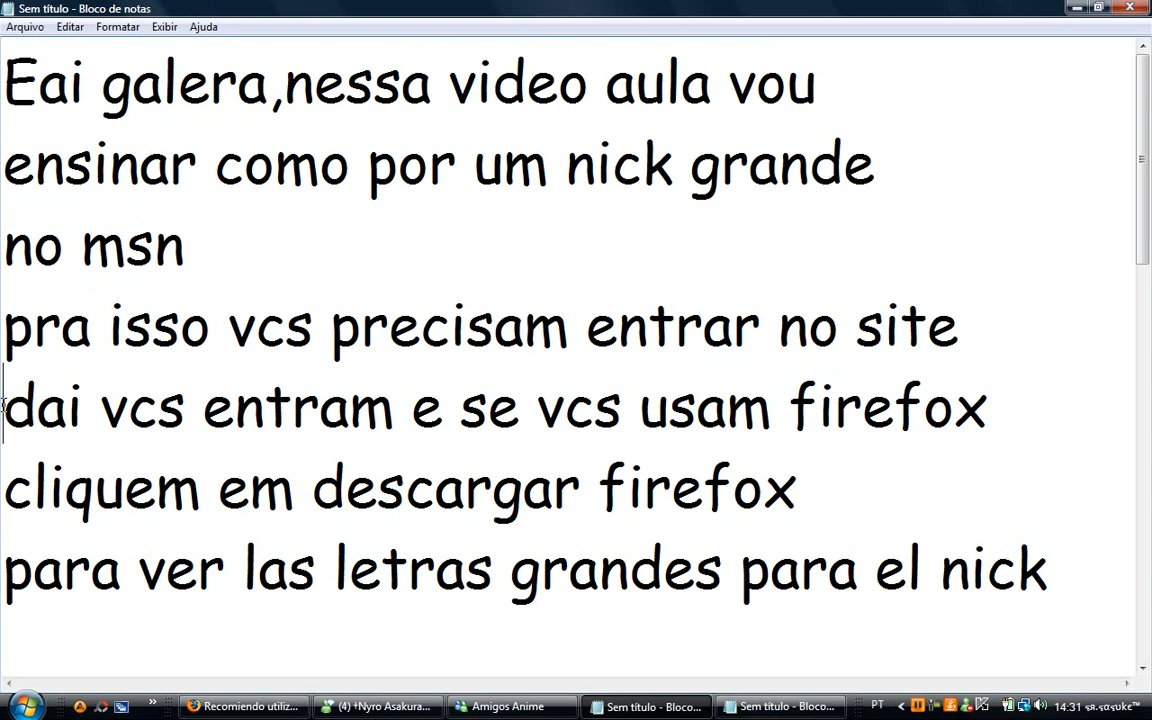 Sem título - Bloco de notas
Arquivo Editar Formatar Exibir Ajuda
Eai galera,nessa video aula vou
ensinar como por um nick grande
no msn
pra isso vcs precisam entrar no site
dai vcs entram e se vcs usam firefox
cliquem em descargar firefox
para ver las letras grandes para el nick
Recomiendo utiliz... (4) +Nyro Asakura... Amigos Anime Sem título - Bloco... Sem título - Bloco... PT 14:31